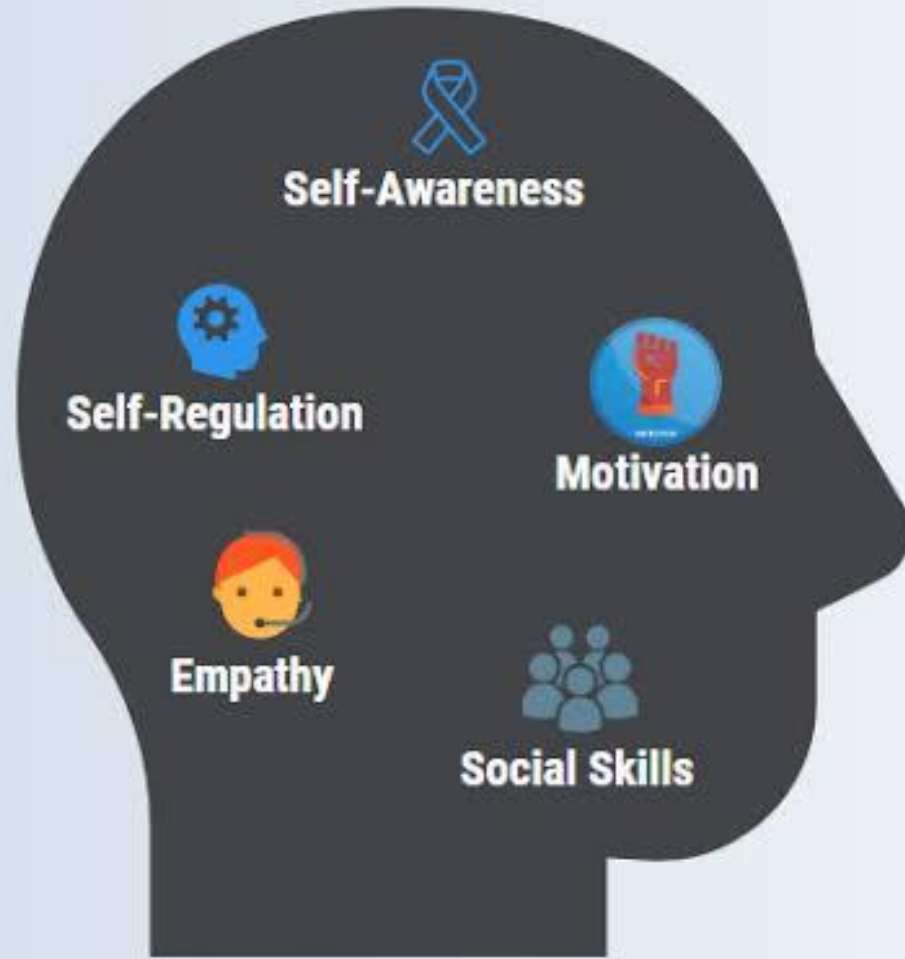 Self-Awareness
Self-Regulation
Motivation
Empathy
Social Skills